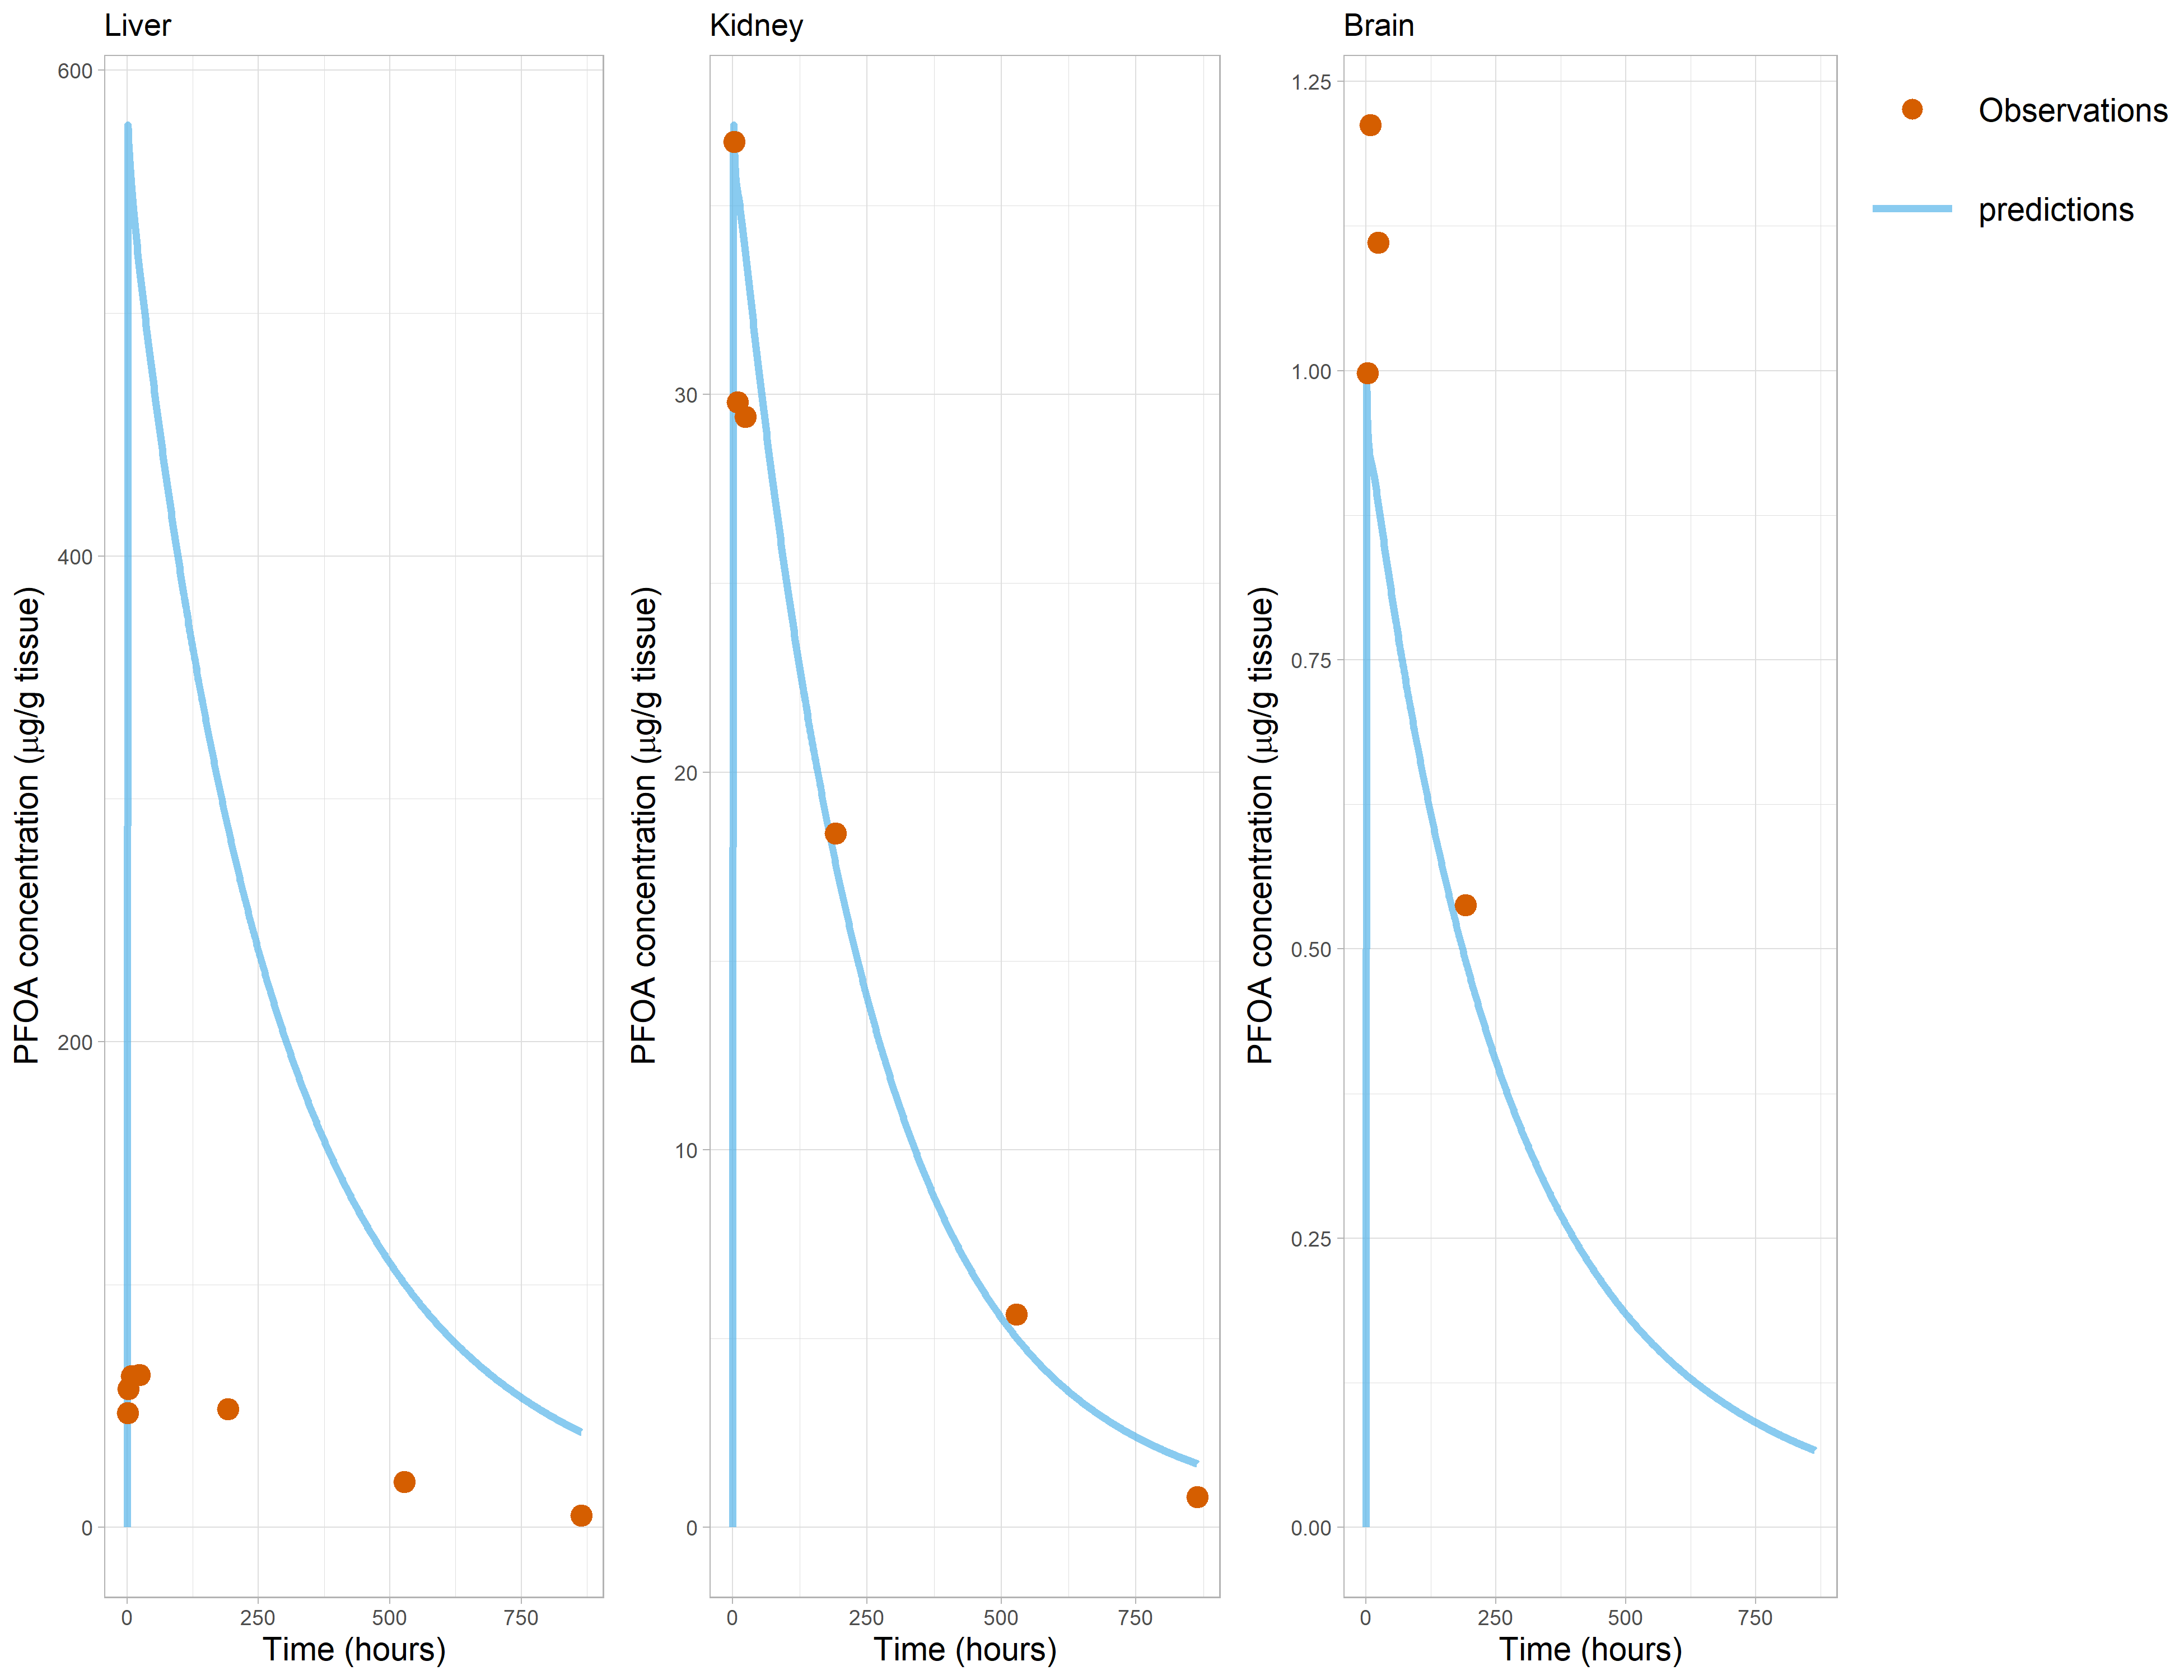 Liver
600
400
200
0
0 250 500 750
Time (hours)
PFOA concentration (μg/g tissue)
Kidney
30
20
10
0
0 250 500 750
Time (hours)
PFOA concentration (μg/g tissue)
Brain
1.25
1.00
0.75
0.50
0.25
0.00
0 250 500 750
Time (hours)
PFOA concentration (μg/g tissue)
Observations
predictions